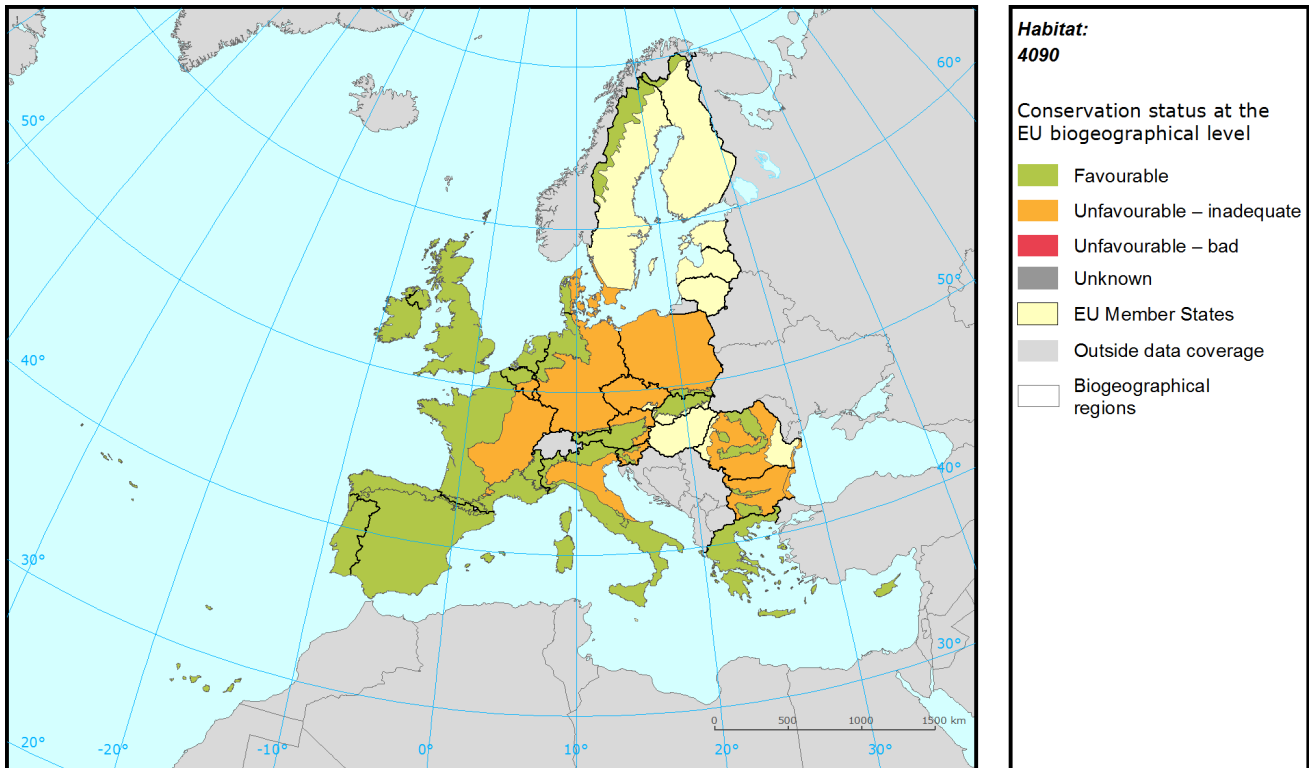 Habitat:
4090
Conservation status at the
EU biogeographical level
Favourable
Unfavourable – inadequate
Unfavourable – bad
Unknown
EU Member States
Outside data coverage
Biogeographical
regions
60°
50°
50°
40°
40°
30°
30°
0 500 1000 1500 km
20° -20° -10° 0° 10° 20° 30°